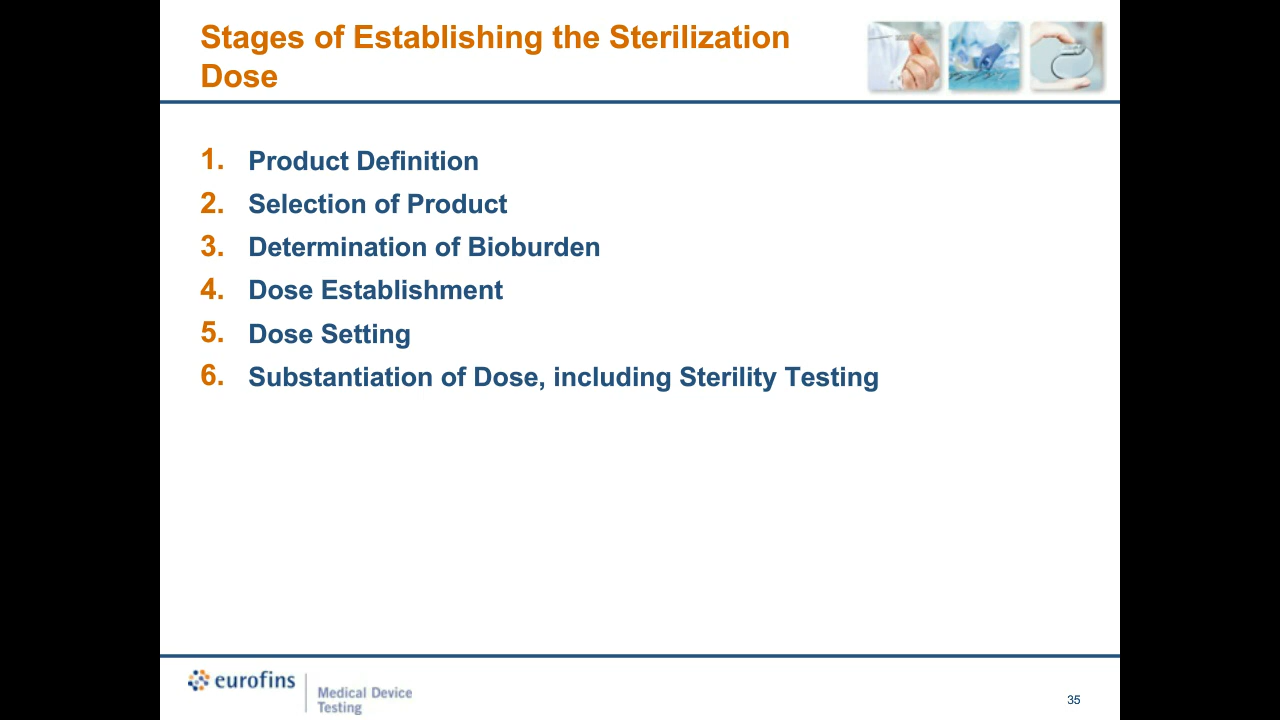 Stages of Establishing the Sterilization
Dose
1. Product Definition
2. Selection of Product
3. Determination of Bioburden
4. Dose Establishment
5. Dose Setting
6. Substantiation of Dose, including Sterility Testing
eurofins
Medical Device
Testing
35